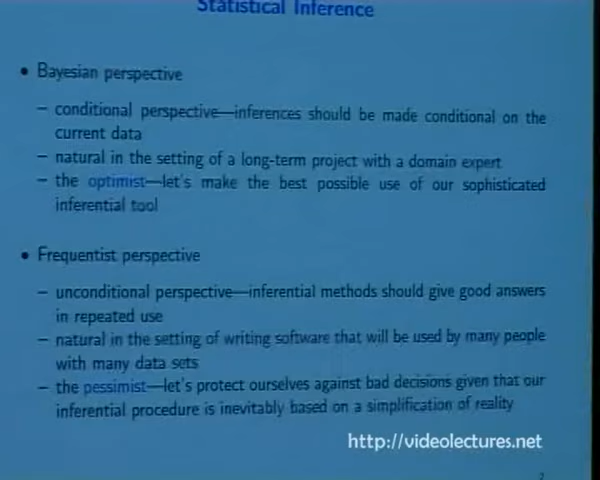 Statistical Inference
• Bayesian perspective
– conditional perspective—inferences should be made conditional on the
current data
– natural in the setting of a long-term project with a domain expert
– the optimist—let's make the best possible use of our sophisticated
inferential tool
• Frequentist perspective
– unconditional perspective—inferential methods should give good answers
in repeated use
– natural in the setting of writing software that will be used by many people
with many data sets
– the pessimist—let's protect ourselves against bad decisions given that our
inferential procedure is inevitably based on a simplification of reality
http://videolectures.net
2